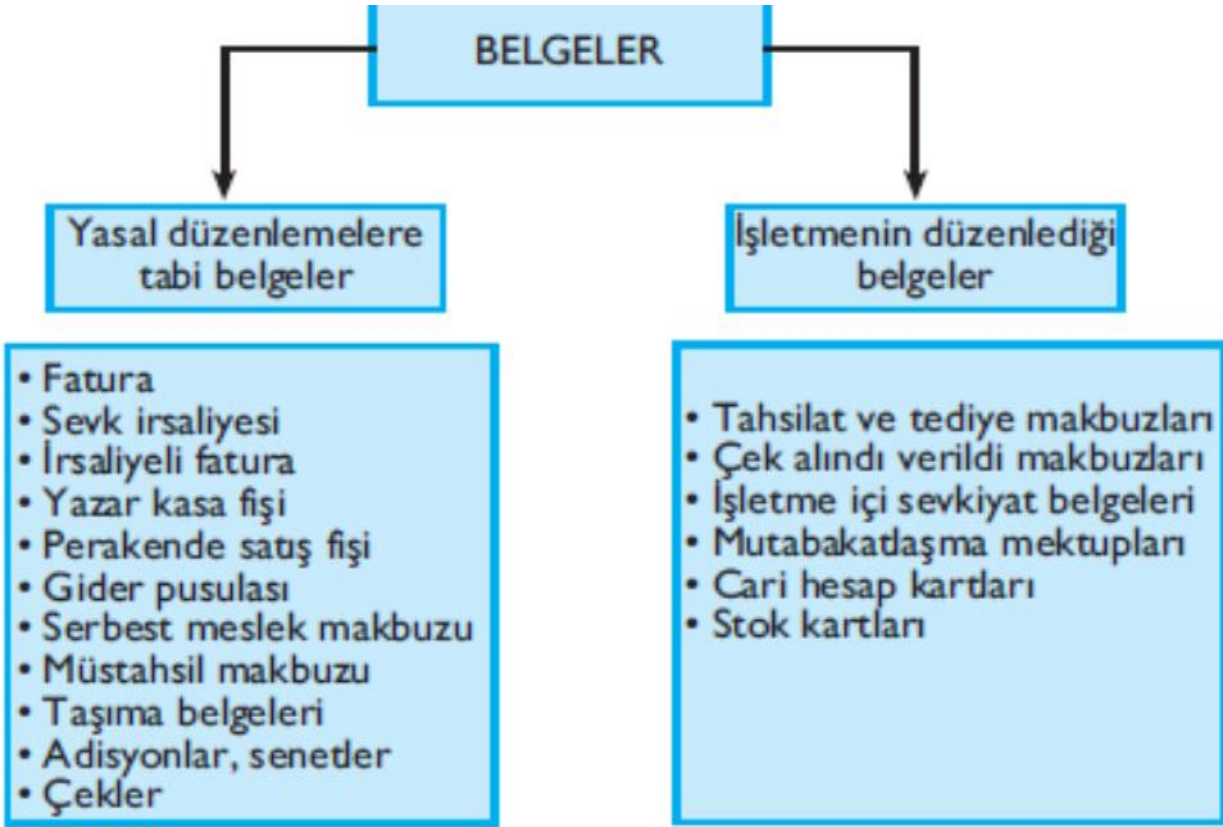 BELGELER
Yasal düzenlemelere
tabi belgeler
• Fatura
• Sevk irsaliyesi
• İrsaliyeli fatura
• Yazar kasa fişi
• Perakende satış fişi
• Gider pusulası
• Serbest meslek makbuzu
• Müstahsil makbuzu
• Taşıma belgeleri
• Adisyonlar, senetler
• Çekler
İşletmenin düzenlediği
belgeler
• Tahsilat ve tediye makbuzları
• Çek alındı verildi makbuzları
• İşletme içi sevkiyat belgeleri
• Mutabakatlaşma mektupları
• Cari hesap kartları
• Stok kartları